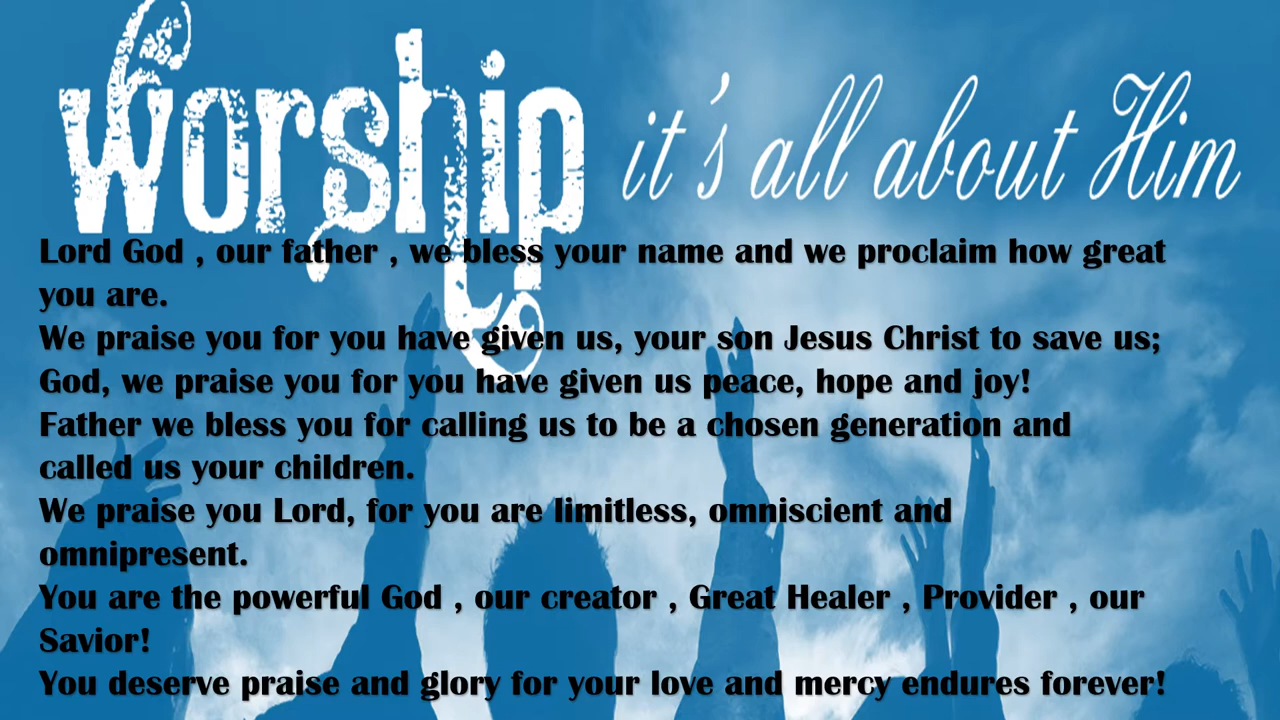 worship it's all about Him
Lord God , our father , we bless your name and we proclaim how great
you are.
We praise you for you have given us, your son Jesus Christ to save us;
God, we praise you for you have given us peace, hope and joy!
Father we bless you for calling us to be a chosen generation and
called us your children.
We praise you Lord, for you are limitless, omniscient and
omnipresent.
You are the powerful God , our creator , Great Healer , Provider , our
Savior!
You deserve praise and glory for your love and mercy endures forever!